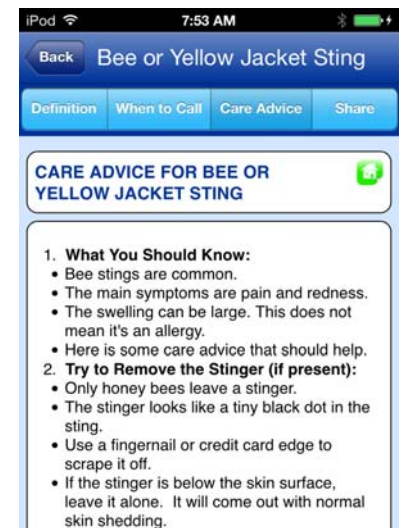 iPod 7:53 AM
Back Bee or Yellow Jacket Sting
Definition When to Call Care Advice Share
CARE ADVICE FOR BEE OR
YELLOW JACKET STING
1. What You Should Know:
• Bee stings are common.
• The main symptoms are pain and redness.
• The swelling can be large. This does not
mean it's an allergy.
• Here is some care advice that should help.
2. Try to Remove the Stinger (if present):
• Only honey bees leave a stinger.
• The stinger looks like a tiny black dot in the
sting.
• Use a fingernail or credit card edge to
scrape it off.
• If the stinger is below the skin surface,
leave it alone. It will come out with normal
skin shedding.